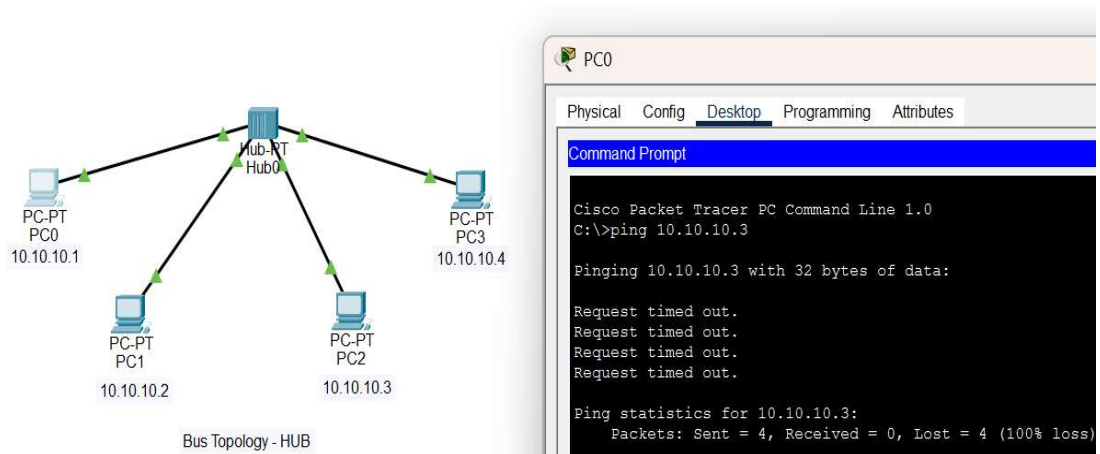 Hub-PT
Hub0
PC-PT
PC0
10.10.10.1
PC-PT
PC3
10.10.10.4
PC-PT
PC1
10.10.10.2
PC-PT
PC2
10.10.10.3
Bus Topology - HUB
PC0
Physical Config Desktop Programming Attributes
Command Prompt
Cisco Packet Tracer PC Command Line 1.0
C:\>ping 10.10.10.3
Pinging 10.10.10.3 with 32 bytes of data:
Request timed out.
Request timed out.
Request timed out.
Request timed out.
Ping statistics for 10.10.10.3:
Packets: Sent = 4, Received = 0, Lost = 4 (100% loss)